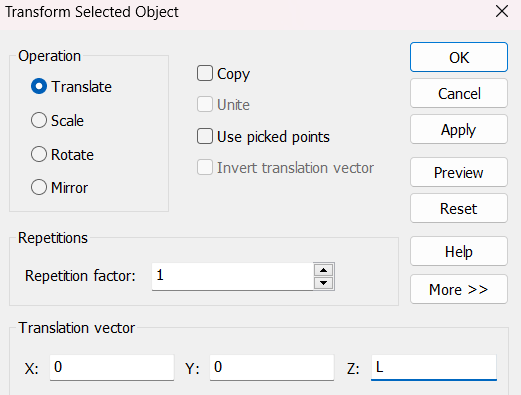 Transform Selected Object
Operation
Translate
Scale
Rotate
Mirror
Copy
Unite
Use picked points
Invert translation vector
OK
Cancel
Apply
Preview
Reset
Help
More >>
Repetitions
Repetition factor: 1
Translation vector
X: 0 Y: 0 Z: L